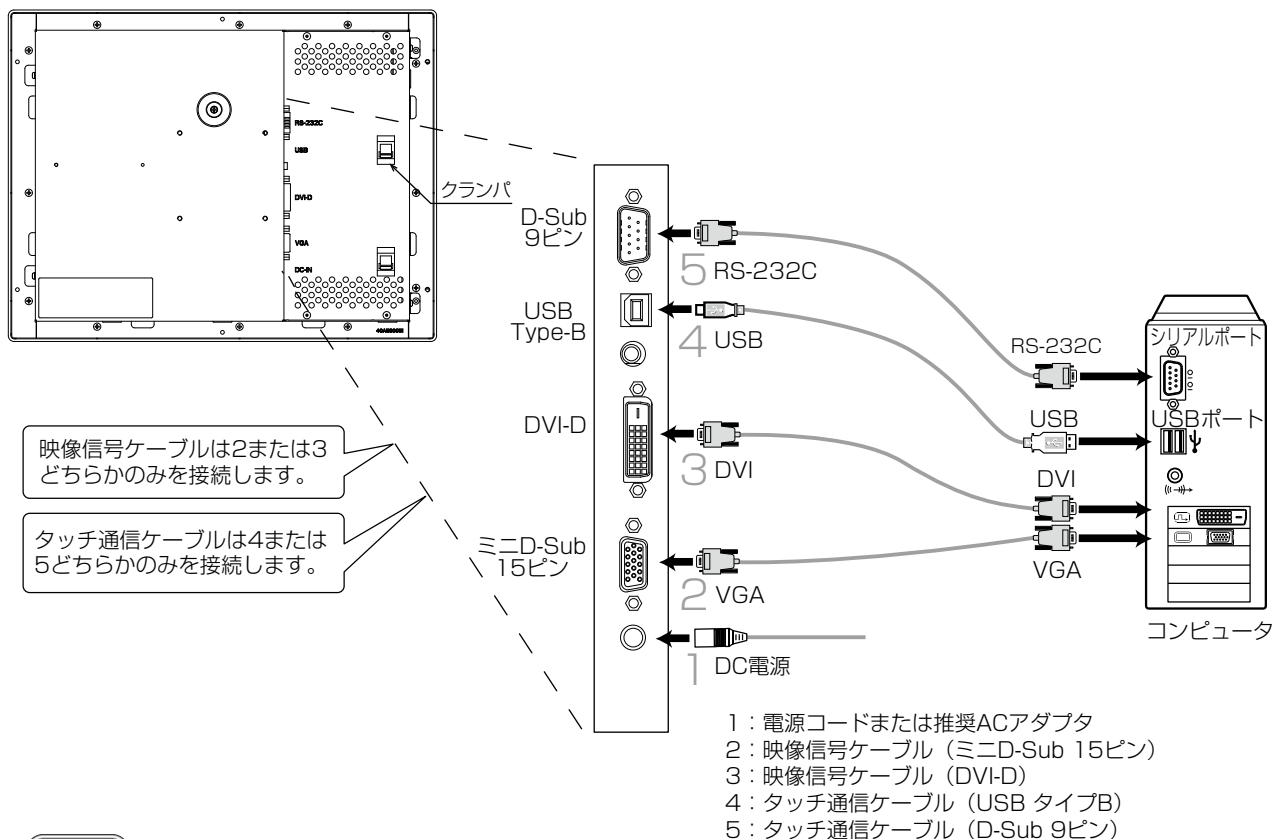 RS-232C
USB
DVI-D
VGA
DC-IN
クランパ
D-Sub
9ピン
5 RS-232C
USB
Type-B
4 USB
DVI-D
3 DVI
ミニD-Sub
15ピン
2 VGA
1 DC電源
RS-232C
シリアルポート
USB
USBポート
DVI
VGA
コンピュータ
映像信号ケーブルは2または3
どちらかのみを接続します。
タッチ通信ケーブルは4または
5どちらかのみを接続します。
1:電源コードまたは推奨ACアダプタ
2:映像信号ケーブル(ミニD-Sub 15ピン)
3:映像信号ケーブル(DVI-D)
4:タッチ通信ケーブル(USB タイプB)
5:タッチ通信ケーブル(D-Sub 9ピン)